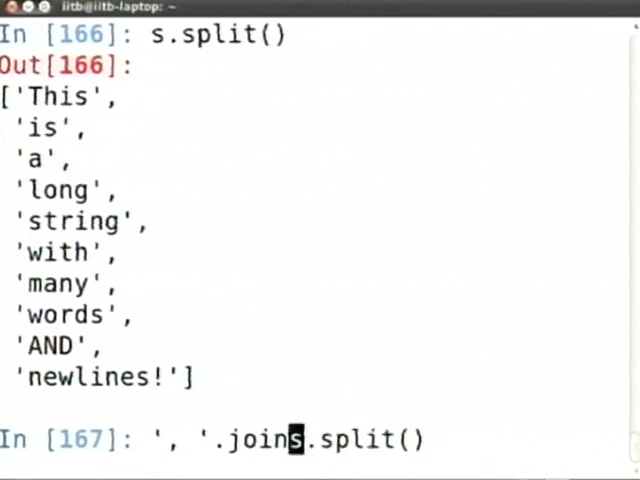 iitb@iitb-laptop: ~
In [166]: s.split()
Out[166]:
['This',
'is',
'a',
'long',
'string',
'with',
'many',
'words',
'AND',
'newlines!']
In [167]: ', '.joins.split()